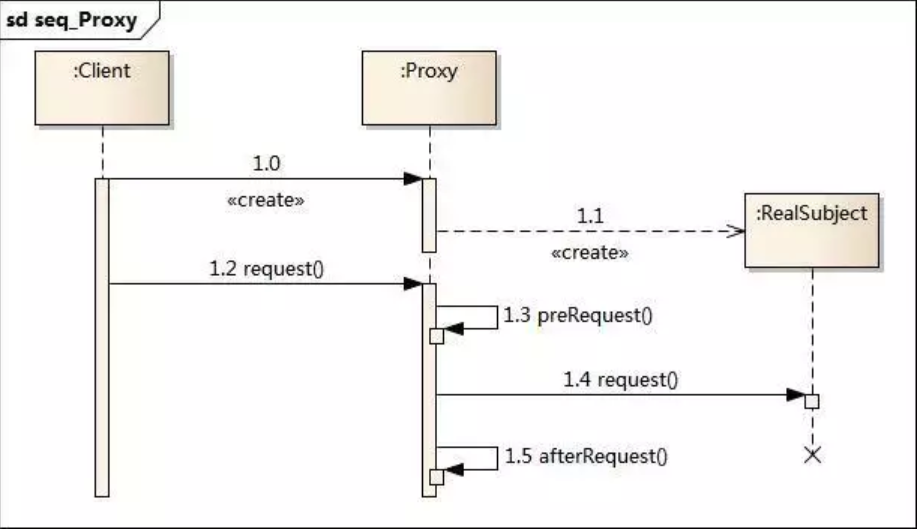 sd seq_Proxy
:Client
:Proxy
1.0
«create»
:RealSubject
1.1
«create»
1.2 request()
1.3 preRequest()
1.4 request()
1.5 afterRequest()